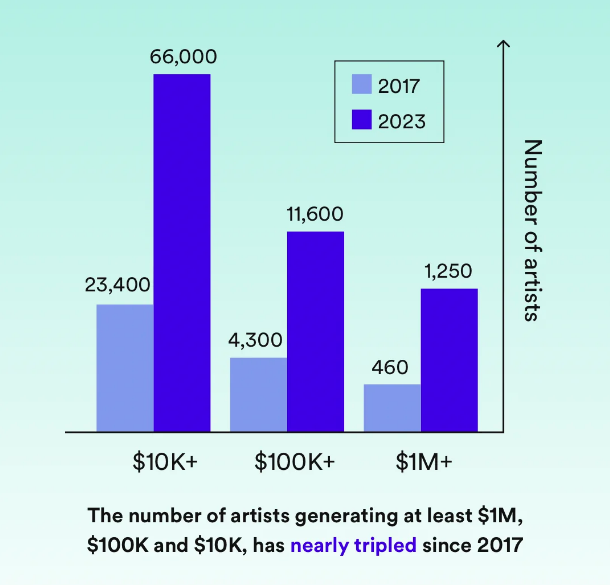 66,000
2017
2023
Number of artists
11,600
23,400
1,250
4,300
460
$10K+
$100K+
$1M+
The number of artists generating at least $1M,
$100K and $10K, has nearly tripled since 2017